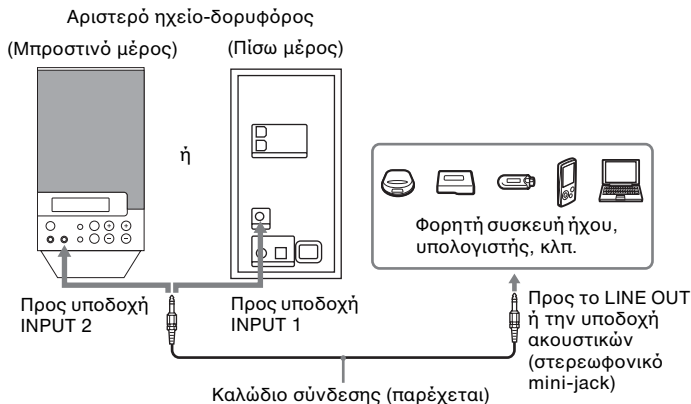 Αριστερό ηχείο-δορυφόρος
(Μπροστινό μέρος)
(Πίσω μέρος)
ή
Φορητή συσκευή ήχου,
υπολογιστής, κλπ.
Προς υποδοχή
INPUT 2
Προς υποδοχή
INPUT 1
Προς το LINE OUT
ή την υποδοχή
ακουστικών
(στερεωφονικό
mini-jack)
Καλώδιο σύνδεσης (παρέχεται)